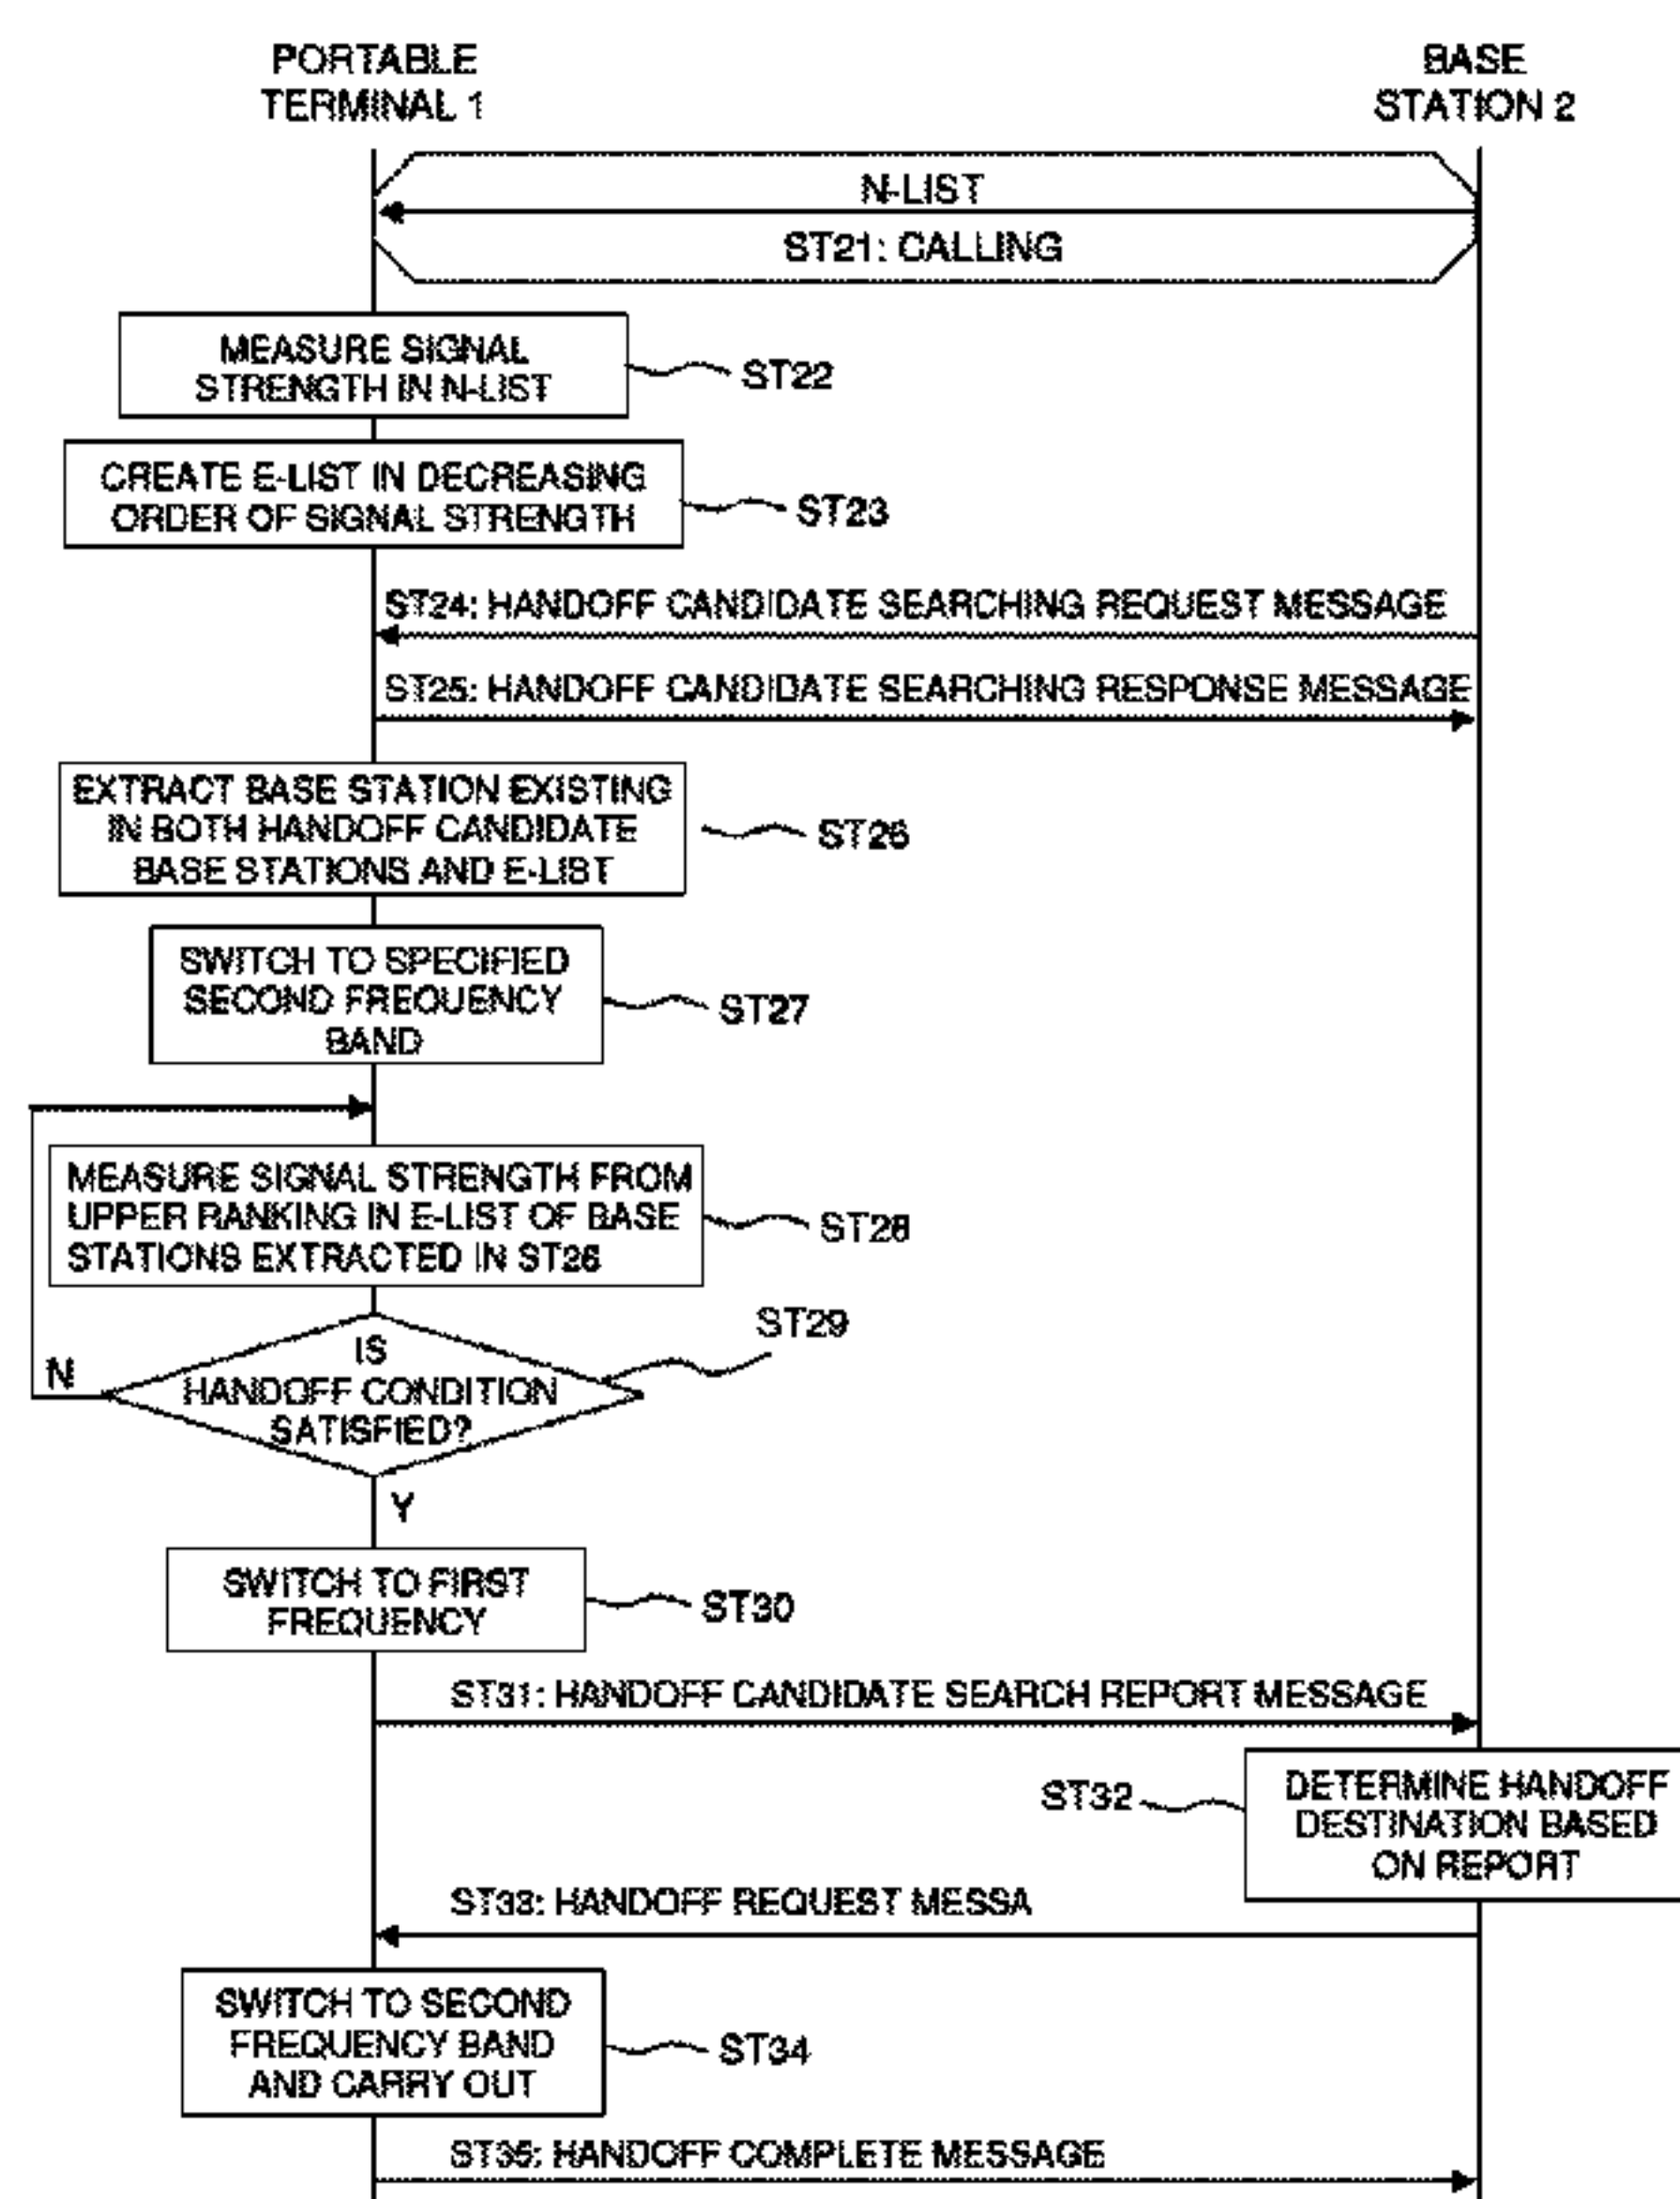 PORTABLE
TERMINAL 1
BASE
STATION 2
N-LIST
ST21: CALLING
MEASURE SIGNAL
STRENGTH IN N-LIST
ST22
CREATE E-LIST IN DECREASING
ORDER OF SIGNAL STRENGTH
ST23
ST24: HANDOFF CANDIDATE SEARCHING REQUEST MESSAGE
ST25: HANDOFF CANDIDATE SEARCHING RESPONSE MESSAGE
EXTRACT BASE STATION EXISTING
IN BOTH HANDOFF CANDIDATE
BASE STATIONS AND E-LIST
ST26
SWITCH TO SPECIFIED
SECOND FREQUENCY
BAND
ST27
MEASURE SIGNAL STRENGTH FROM
UPPER RANKING IN E-LIST OF BASE
STATIONS EXTRACTED IN ST26
ST28
IS
HANDOFF CONDITION
SATISFIED?
ST29
N
Y
SWITCH TO FIRST
FREQUENCY
ST30
ST31: HANDOFF CANDIDATE SEARCH REPORT MESSAGE
ST32
DETERMINE HANDOFF
DESTINATION BASED
ON REPORT
ST33: HANDOFF REQUEST MESSA
SWITCH TO SECOND
FREQUENCY BAND
AND CARRY OUT
ST34
ST35: HANDOFF COMPLETE MESSAGE